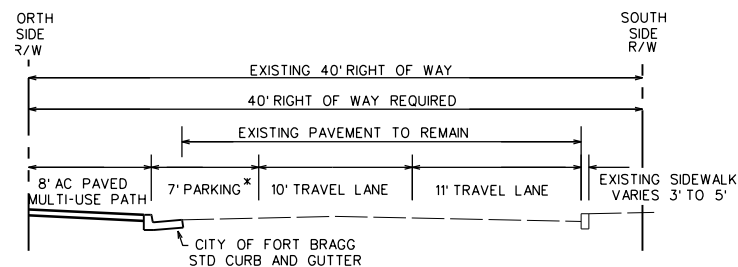 ORTH
SIDE
R/W
SOUTH
SIDE
R/W
EXISTING 40' RIGHT OF WAY
40' RIGHT OF WAY REQUIRED
EXISTING PAVEMENT TO REMAIN
8' AC PAVED
MULTI-USE PATH
7' PARKING*
10' TRAVEL LANE
11' TRAVEL LANE
EXISTING SIDEWALK
VARIES 3' TO 5'
CITY OF FORT BRAGG
STD CURB AND GUTTER